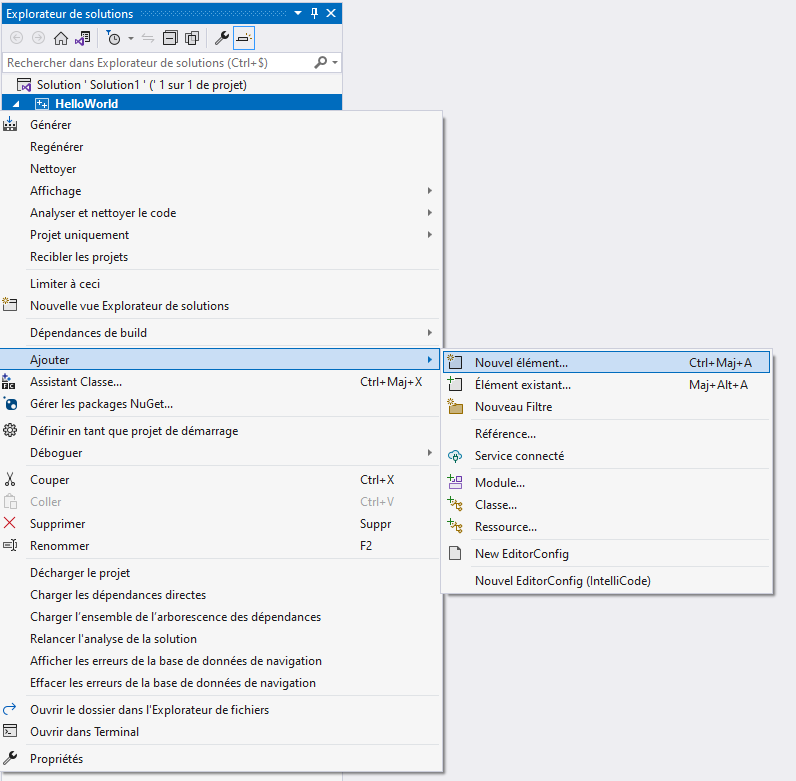 Explorateur de solutions
Rechercher dans Explorateur de solutions (Ctrl+$)
Solution ' Solution1 ' (' 1 sur 1 de projet)
HelloWorld
Générer
Regénérer
Nettoyer
Affichage
Analyser et nettoyer le code
Projet uniquement
Recibler les projets
Limiter à ceci
Nouvelle vue Explorateur de solutions
Dépendances de build
Ajouter
Assistant Classe... Ctrl+Maj+X
Gérer les packages NuGet...
Définir en tant que projet de démarrage
Déboguer
Couper Ctrl+X
Coller Ctrl+V
Supprimer Suppr
Renommer F2
Décharger le projet
Charger les dépendances directes
Charger l'ensemble de l'arborescence des dépendances
Relancer l'analyse de la solution
Afficher les erreurs de la base de données de navigation
Effacer les erreurs de la base de données de navigation
Ouvrir le dossier dans l'Explorateur de fichiers
Ouvrir dans Terminal
Propriétés
Nouvel élément... Ctrl+Maj+A
Élément existant... Maj+Alt+A
Nouveau Filtre
Référence...
Service connecté
Module...
Classe...
Ressource...
New EditorConfig
Nouvel EditorConfig (IntelliCode)